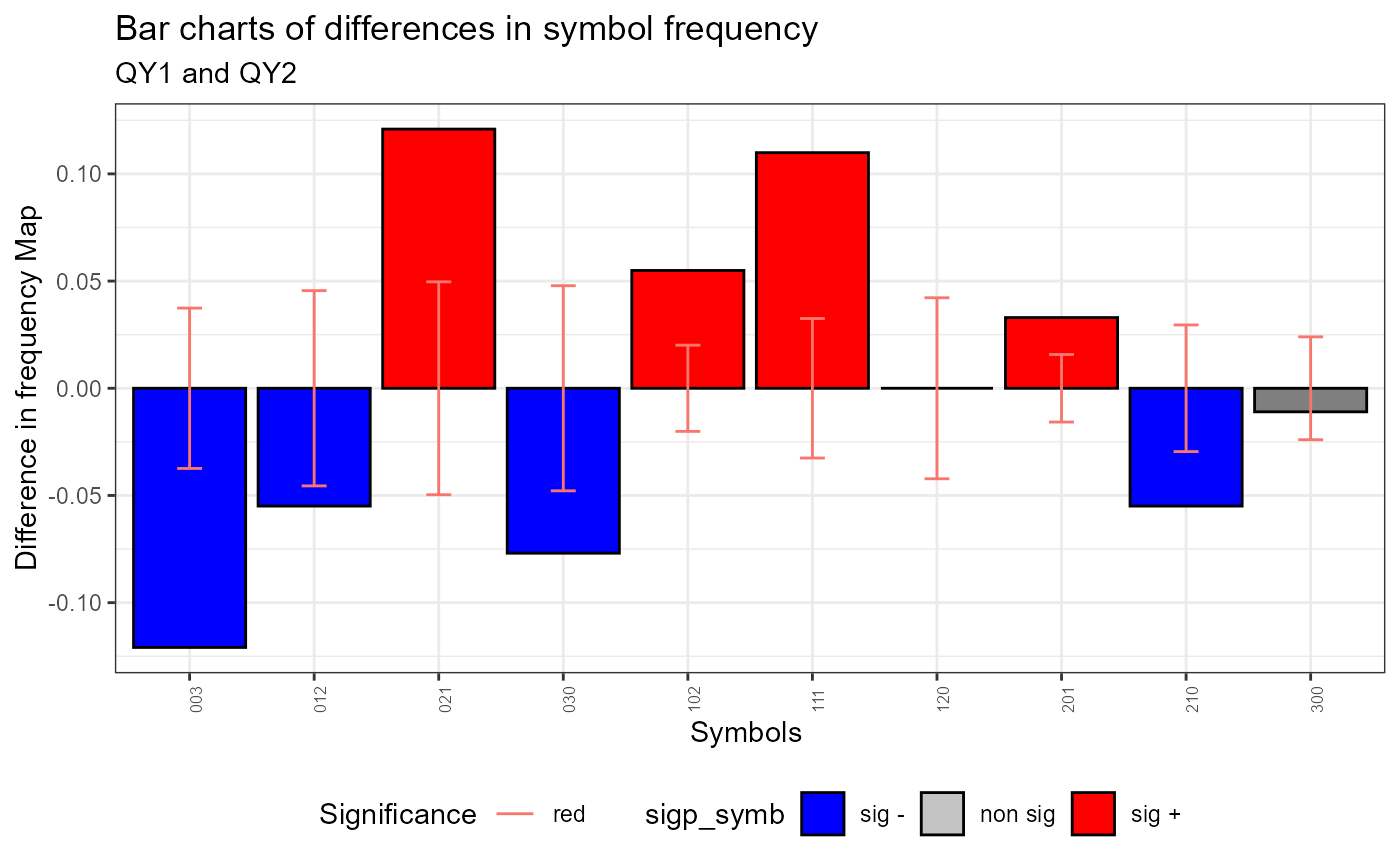 Bar charts of differences in symbol frequency
QY1 and QY2
Difference in frequency Map
0.10
0.05
0.00
-0.05
-0.10
003 012 021 030 102 111 120 201 210 300
Symbols
Significance red sigp_symb sig - non sig sig +